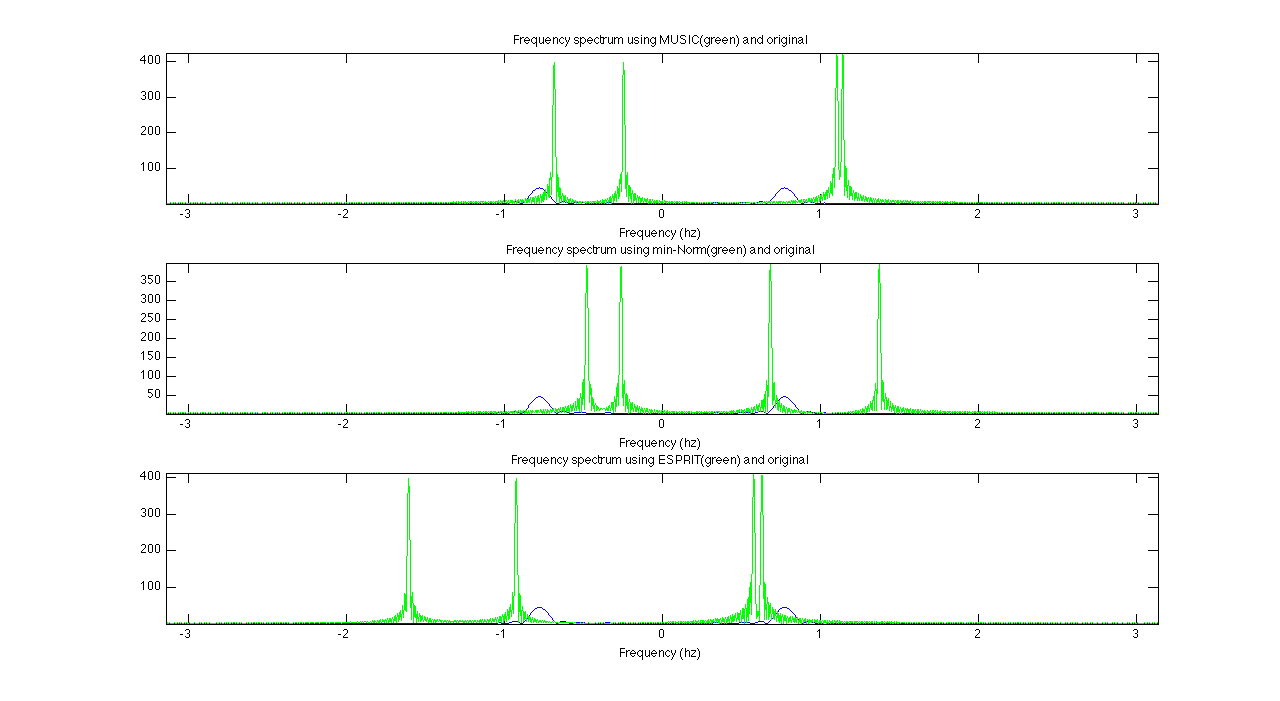 Frequency spectrum using MUSIC(green) and original
400
300
200
100
-3 -2 -1 0 1 2 3
Frequency (hz)
Frequency spectrum using min-Norm(green) and original
350
300
250
200
150
100
50
-3 -2 -1 0 1 2 3
Frequency (hz)
Frequency spectrum using ESPRIT(green) and original
400
300
200
100
-3 -2 -1 0 1 2 3
Frequency (hz)